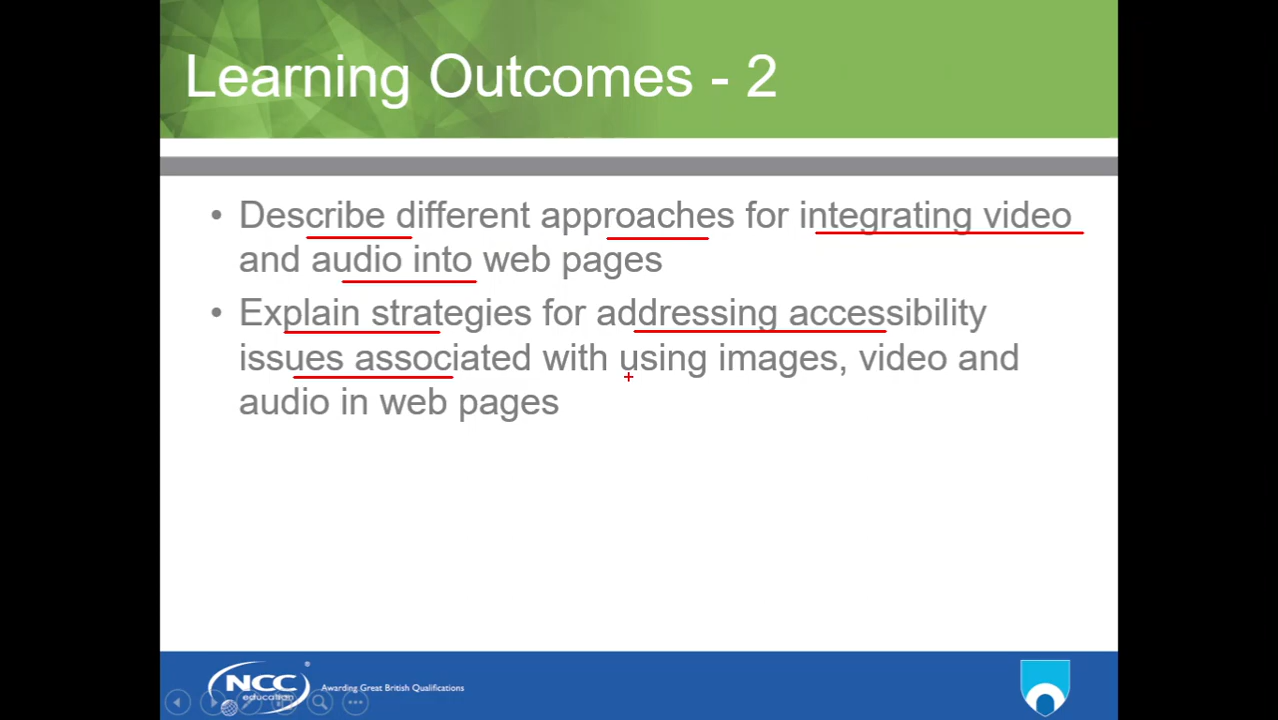 Learning Outcomes - 2
• Describe different approaches for integrating video
and audio into web pages
• Explain strategies for addressing accessibility
issues associated with using images, video and
audio in web pages
NCC
education
®
Awarding Great British Qualifications